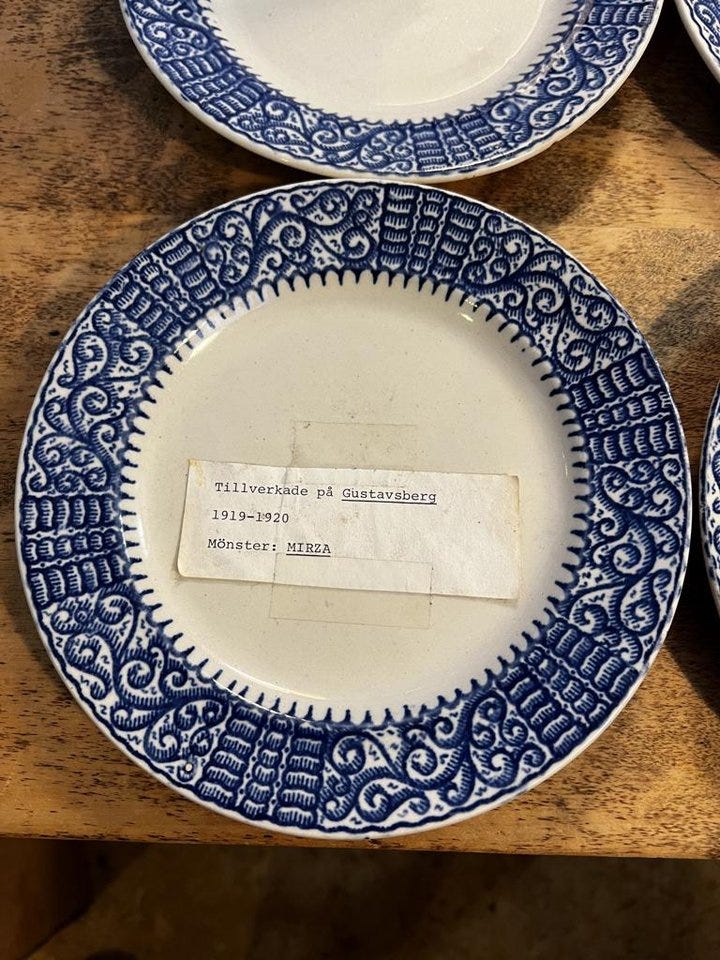 Tillverkade på Gustavsberg
1919-1920
Mönster: MIRZA